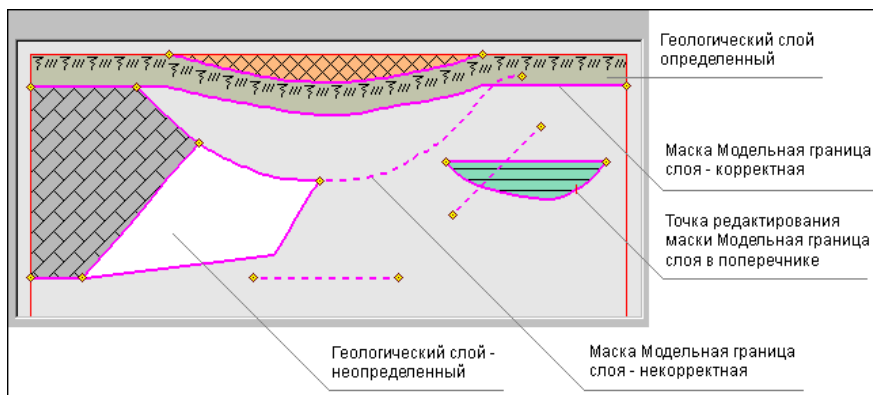 Геологический слой
определенный
Маска Модельная граница
слоя - корректная
Точка редактирования
маски Модельная граница
слоя в поперечнике
Геологический слой -
неопределенный
Маска Модельная граница
слоя - некорректная